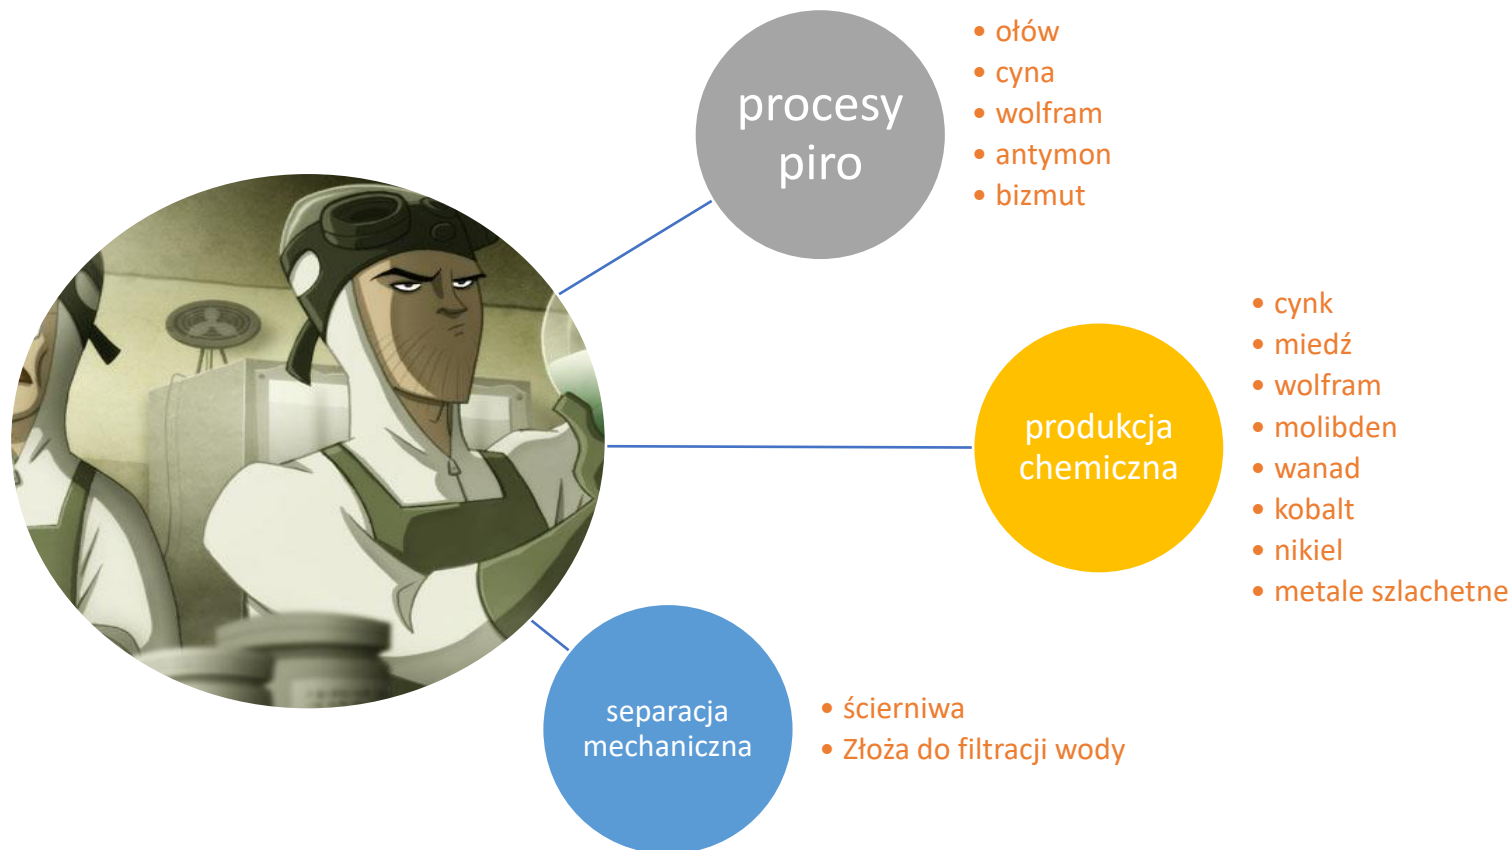 procesy
piro
• ołów
• cyna
• wolfram
• antymon
• bizmut
produkcja
chemiczna
• cynk
• miedź
• wolfram
• molibden
• wanad
• kobalt
• nikiel
• metale szlachetne
separacja
mechaniczna
• ścierniwa
• Złoża do filtracji wody